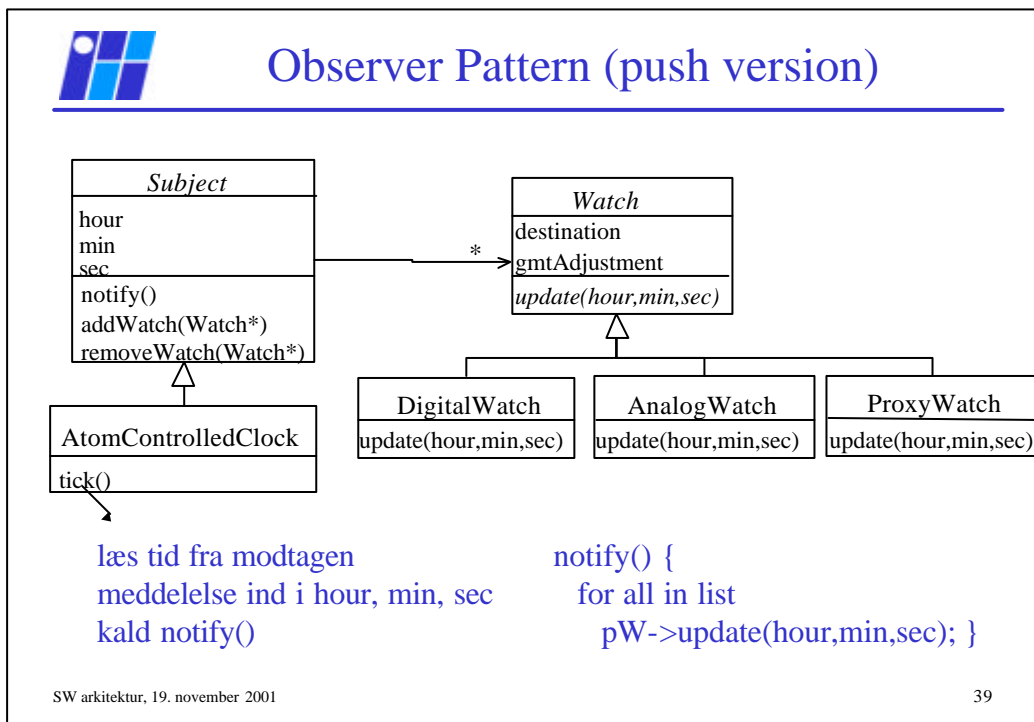 Observer Pattern (push version)
Subject
hour
min
sec
notify()
addWatch(Watch*)
removeWatch(Watch*)
*
Watch
destination
gmtAdjustment
update(hour,min,sec)
AtomControlledClock
tick()
DigitalWatch
update(hour,min,sec)
AnalogWatch
update(hour,min,sec)
ProxyWatch
update(hour,min,sec)
læs tid fra modtagen
meddelelse ind i hour, min, sec
kald notify()
notify() {
for all in list
pW->update(hour,min,sec); }
SW arkitektur, 19. november 2001
39